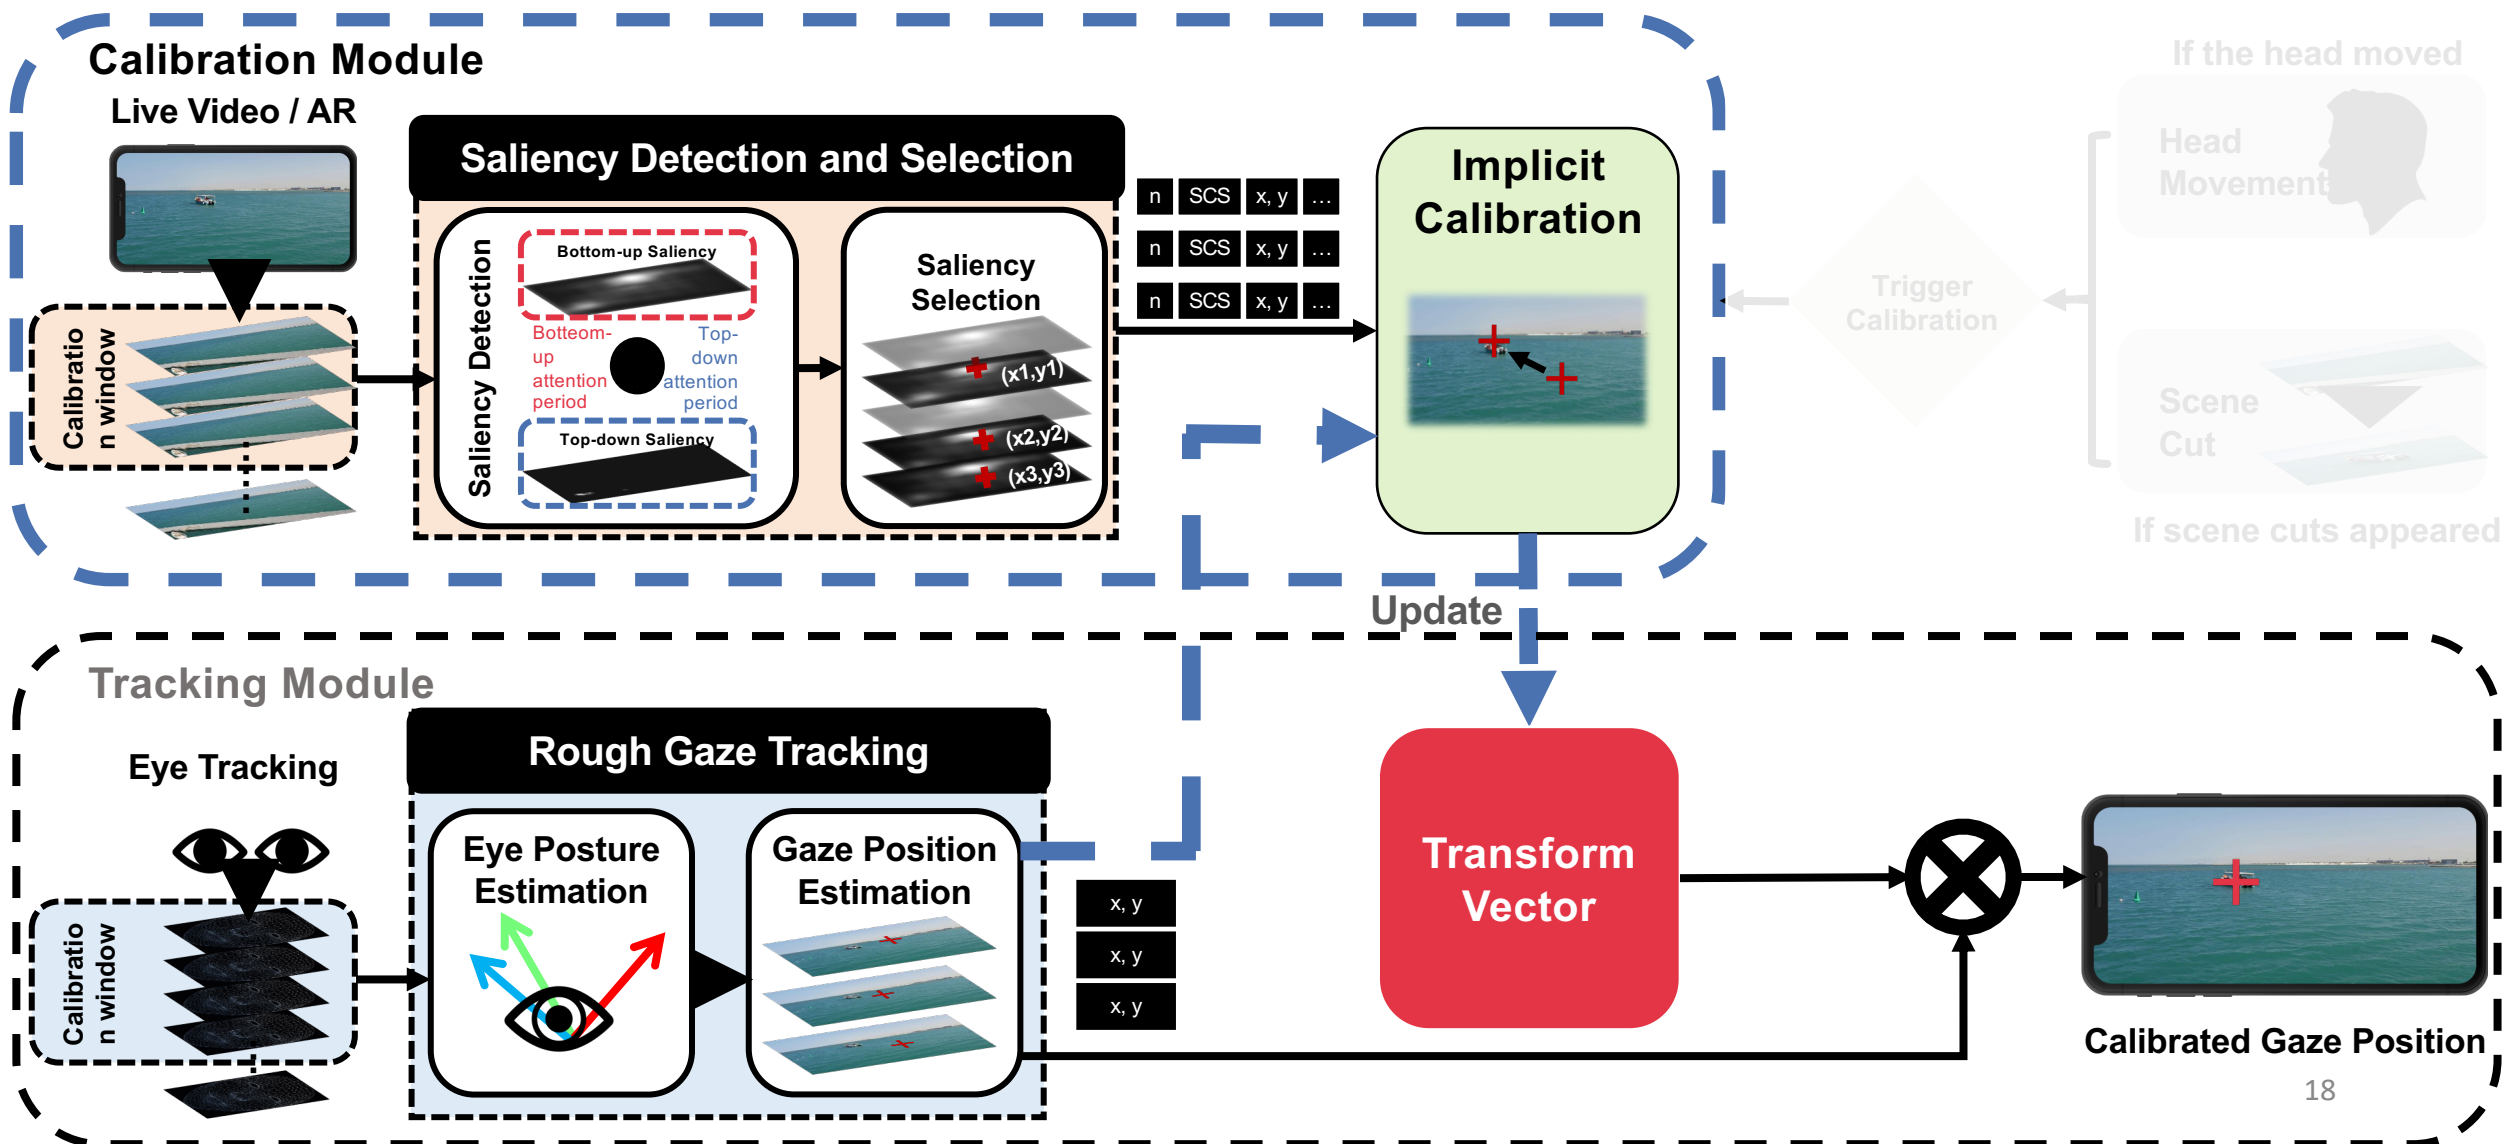 Calibration Module
Live Video / AR
Calibratio
n window
Saliency Detection and Selection
Saliency Detection
Bottom-up Saliency
Botteom-
up
attention
period
Top-
down
attention
period
Top-down Saliency
Saliency
Selection
(x1,y1)
(x2,y2)
(x3,y3)
n SCS x, y ...
n SCS x, y ...
n SCS x, y ...
Implicit
Calibration
Trigger
Calibration
If the head moved
Head
Movement
Scene
Cut
If scene cuts appeared
Update
Tracking Module
Eye Tracking
Calibratio
n window
Rough Gaze Tracking
Eye Posture
Estimation
Gaze Position
Estimation
x, y
x, y
x, y
Transform
Vector
Calibrated Gaze Position
18